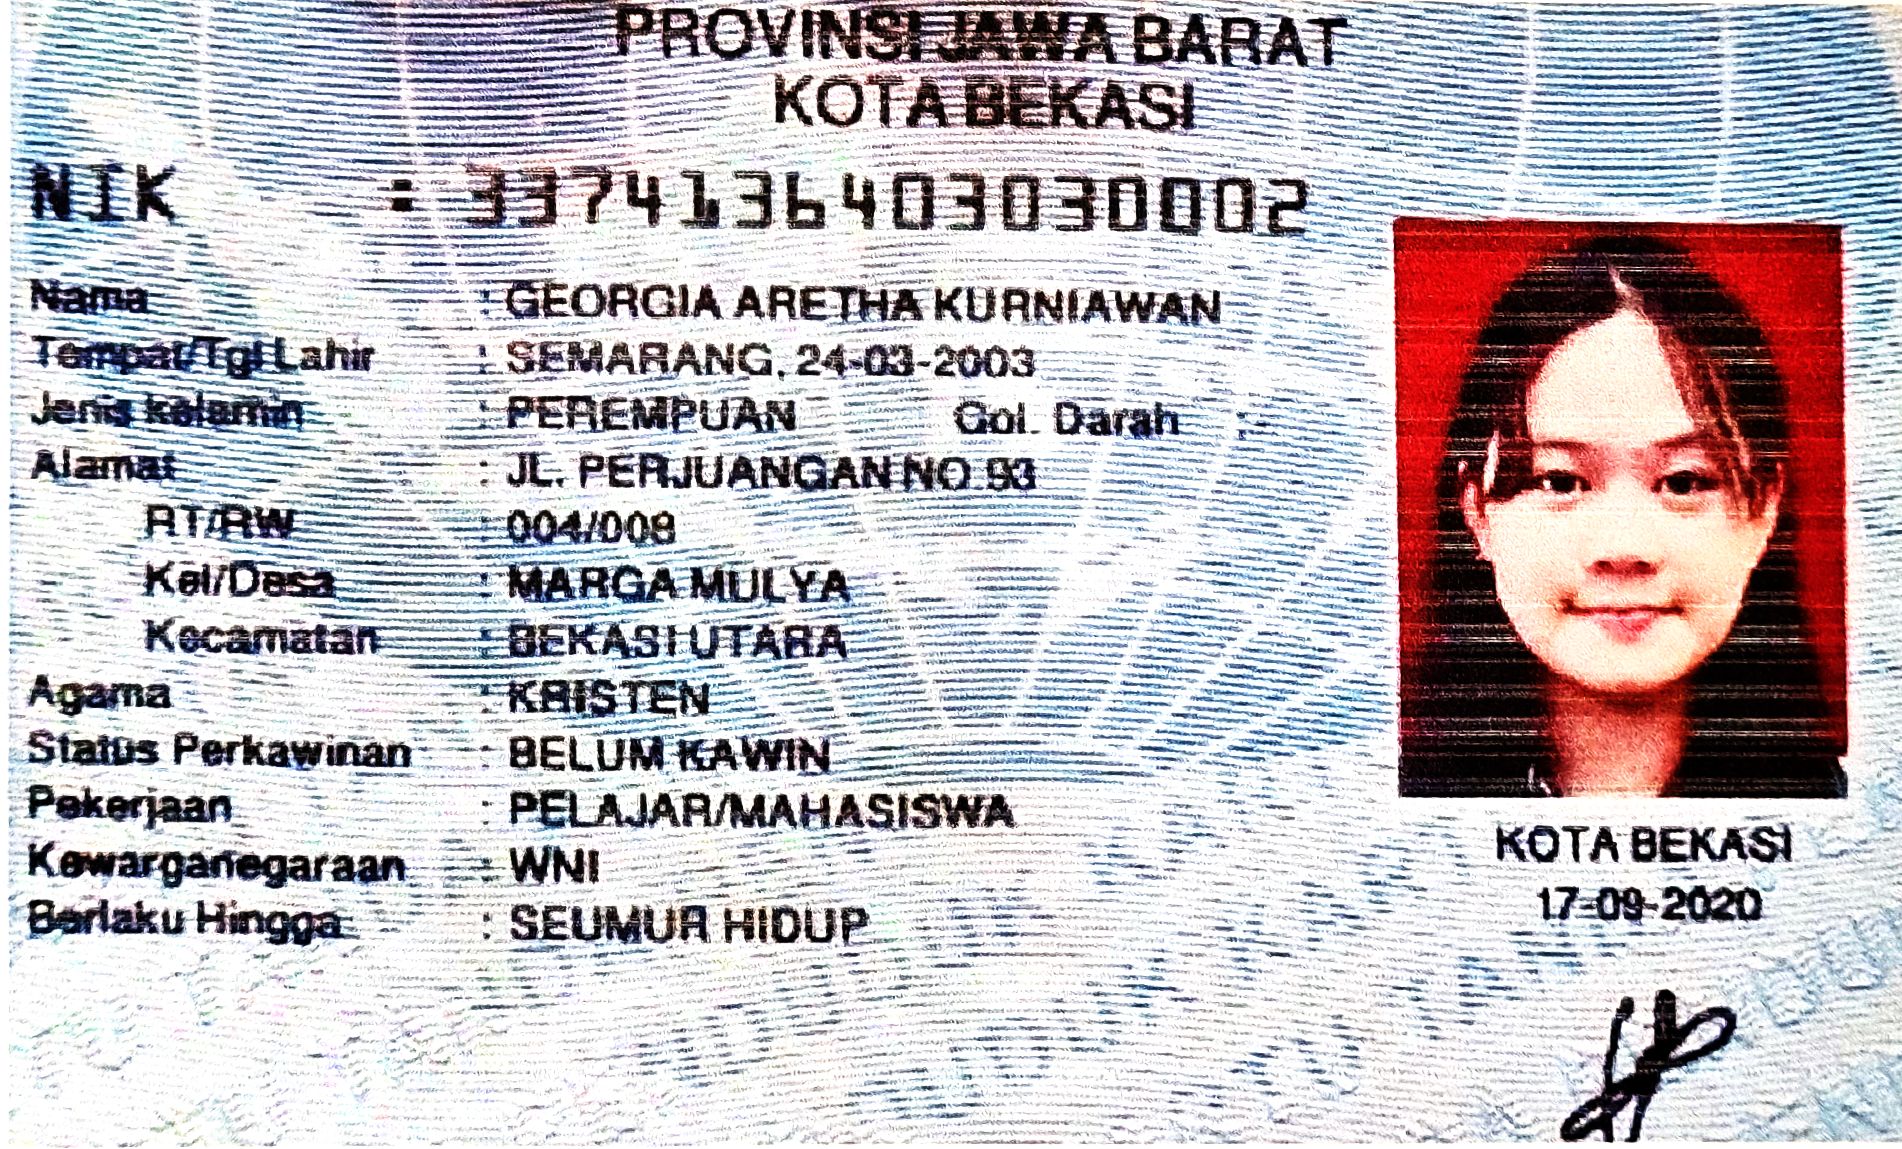 PROVINSI JAWA BARAT
KOTA BEKASI
NIK : 3374136403030002
Nama : GEORGIA ARETHA KURNIAWAN
Tempat/Tgl Lahir : SEMARANG, 24-03-2003
Jenis kelamin : PEREMPUAN Gol. Darah : -
Alamat : JL. PERJUANGAN NO 93
RT/RW : 004/008
Kel/Desa : MARGA MULYA
Kecamatan : BEKASI UTARA
Agama : KRISTEN
Status Perkawinan : BELUM KAWIN
Pekerjaan : PELAJAR/MAHASISWA
Kewarganegaraan : WNI
Berlaku Hingga : SEUMUR HIDUP
KOTA BEKASI
17-09-2020